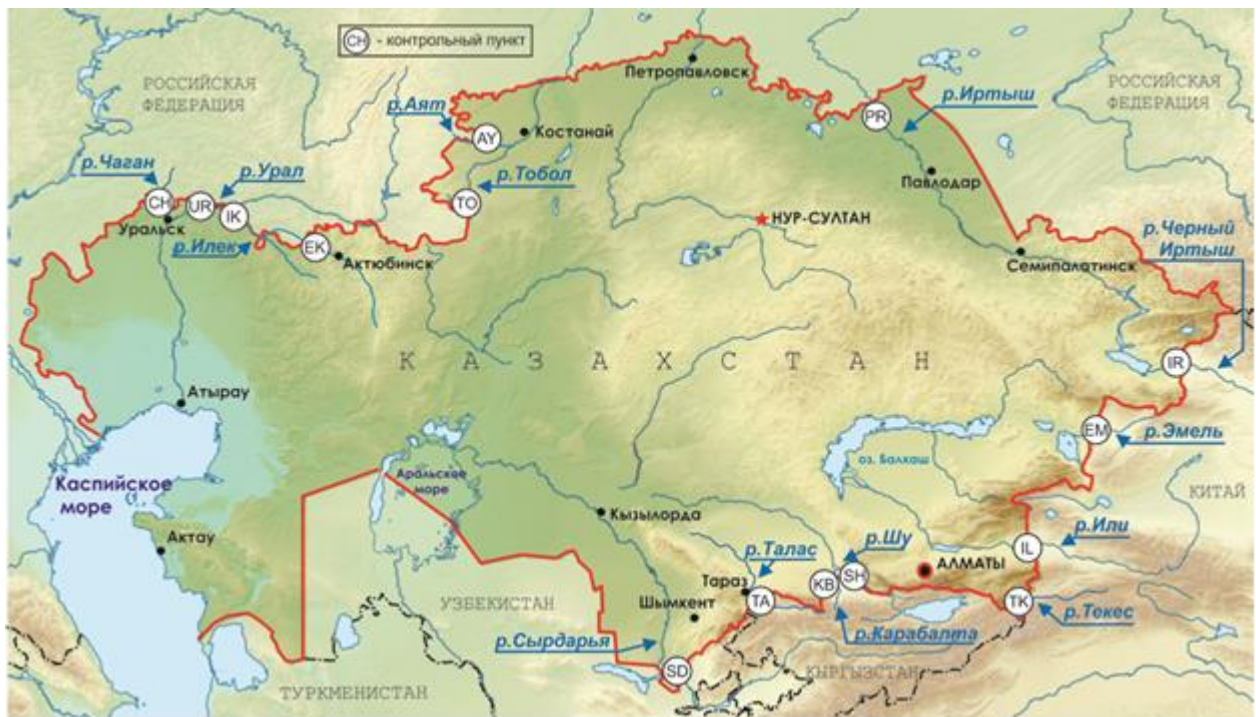 CH - контрольный пункт
РОССИЙСКАЯ
ФЕДЕРАЦИЯ
Петропавловск
РОССИЙСКАЯ
ФЕДЕРАЦИЯ
р.Иртыш
р.Аят
PR
AY
Костанай
р.Чаган
р.Урал
р.Тобол
Павлодар
CH
UR
IK
TO
НУР-СУЛТАН
Уральск
р.Илек
EK
Актюбинск
р.Черный
Иртыш
Семипалатинск
КАЗАХСТАН
IR
Атырау
EM
р.Эмель
оз. Балкаш
Каспийское
море
Аральское
море
КИТАЙ
Кызылорда
Актау
р.Или
р.Талас
р.Шу
IL
АЛМАТЫ
Тараз
KB
SH
УЗБЕКИСТАН
Шымкент
TA
TK
р.Текес
р.Сырдарья
р.Карабалта
SD
КЫРГЫЗСТАН
ТУРКМЕНИСТАН